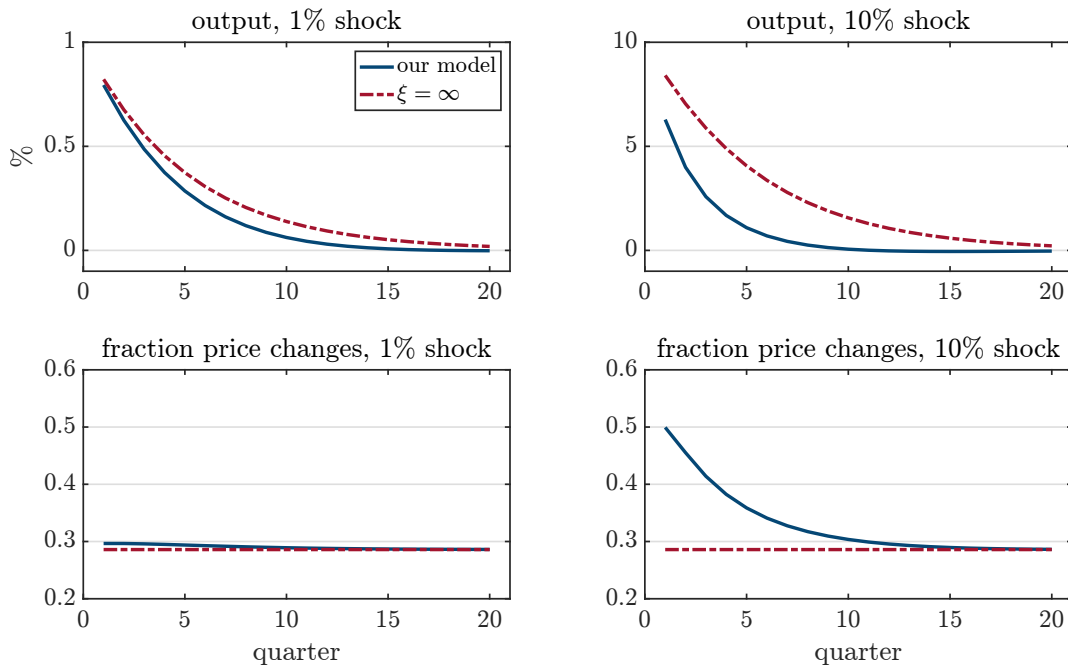 output, 1% shock
output, 10% shock
1
0.5
0
%
our model
ξ = ∞
0 5 10 15 20
10
5
0
0 5 10 15 20
fraction price changes, 1% shock
fraction price changes, 10% shock
0.6
0.5
0.4
0.3
0.2
0 5 10 15 20
quarter
0.6
0.5
0.4
0.3
0.2
0 5 10 15 20
quarter